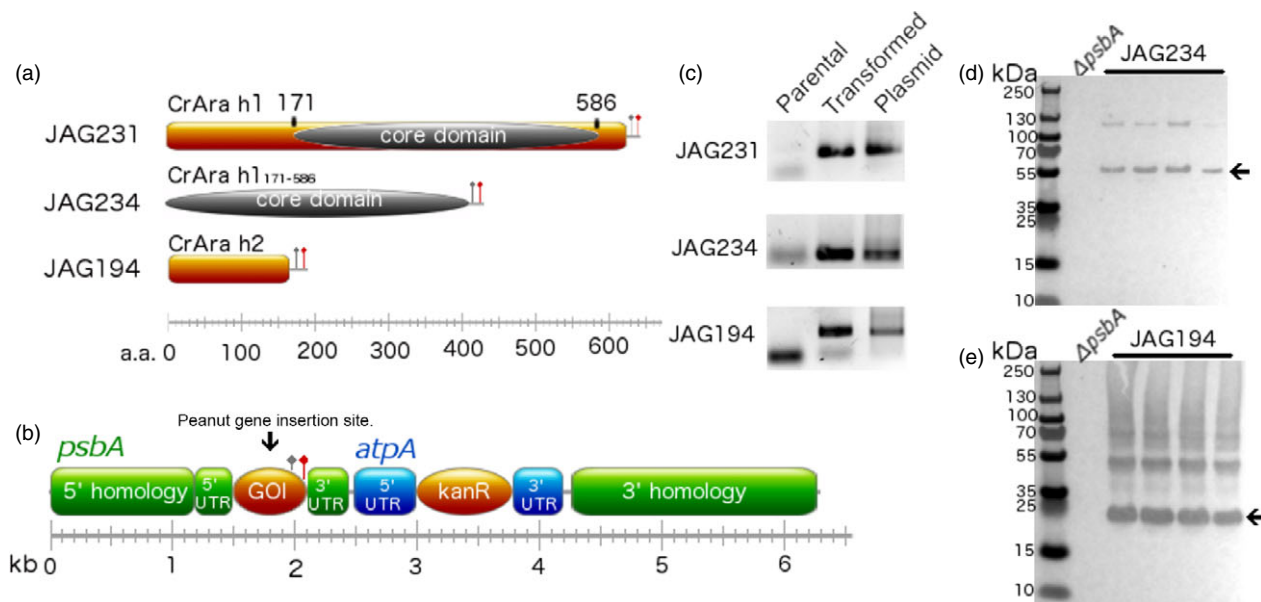 (a)
CrAra h1
171
586
JAG231
core domain
CrAra h1171-586
JAG234
core domain
CrAra h2
JAG194
a.a. 0 100 200 300 400 500 600
(b)
Peanut gene insertion site.
psbA
atpA
5' homology
5' UTR
GOI
3' UTR
5' UTR
kanR
3' UTR
3' homology
kb 0 1 2 3 4 5 6
(c)
Parental
Transformed
Plasmid
JAG231
JAG234
JAG194
(d)
kDa
ΔpsbA
JAG234
250
130
100
70
55
35
25
15
10
(e)
kDa
ΔpsbA
JAG194
250
130
100
70
55
35
25
15
10